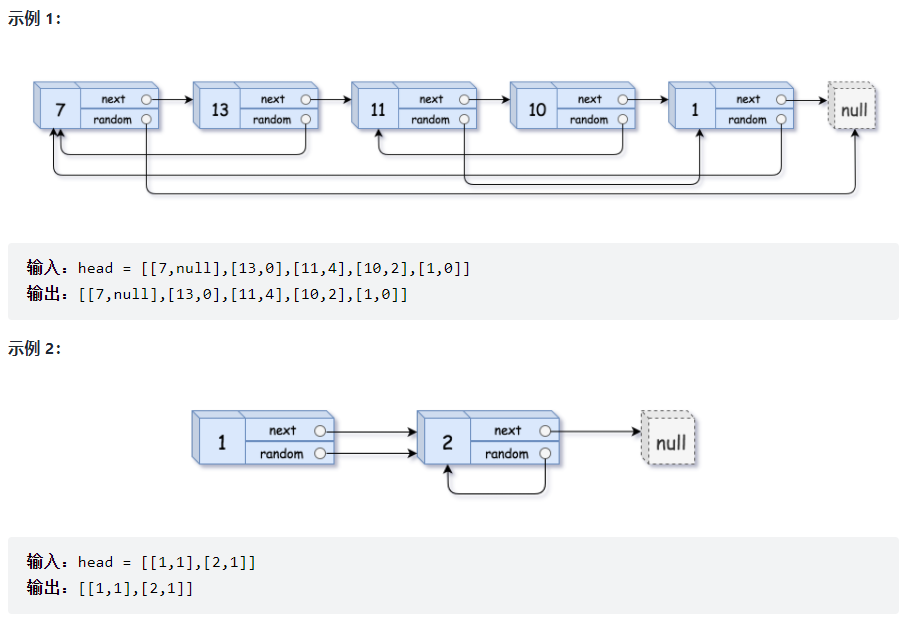 示例 1：
7 next random 13 next random 11 next random 10 next random 1 next random null
输入：head = [[7,null],[13,0],[11,4],[10,2],[1,0]]
输出：[[7,null],[13,0],[11,4],[10,2],[1,0]]
示例 2：
1 next random 2 next random null
输入：head = [[1,1],[2,1]]
输出：[[1,1],[2,1]]